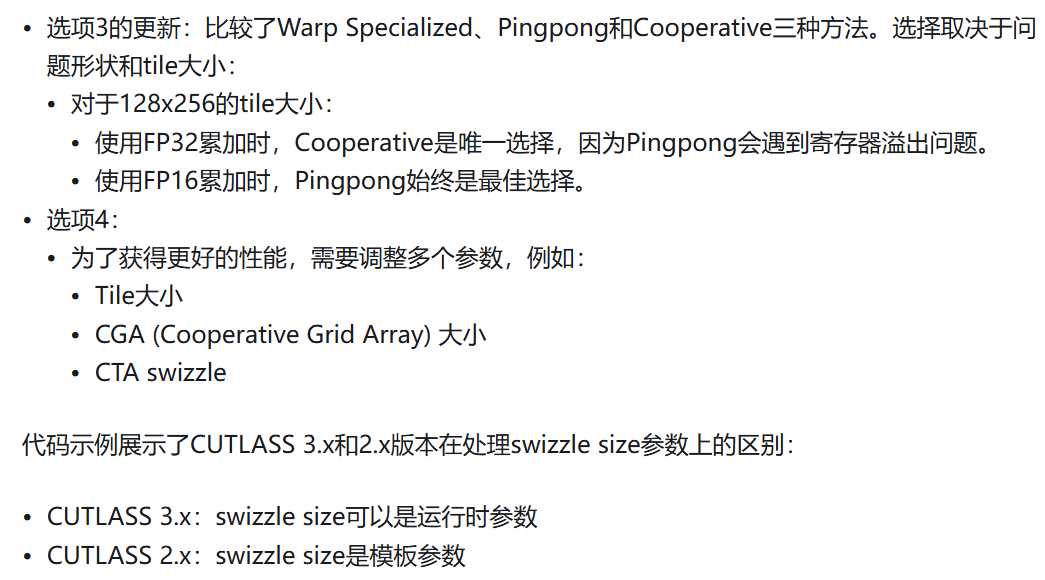 • 选项3的更新：比较了Warp Specialized、Pingpong和Cooperative三种方法。选择取决于问
题形状和tile大小：
• 对于128x256的tile大小：
• 使用FP32累加时，Cooperative是唯一选择，因为Pingpong会遇到寄存器溢出问题。
• 使用FP16累加时，Pingpong始终是最佳选择。
• 选项4：
• 为了获得更好的性能，需要调整多个参数，例如：
• Tile大小
• CGA (Cooperative Grid Array) 大小
• CTA swizzle
代码示例展示了CUTLASS 3.x和2.x版本在处理swizzle size参数上的区别：
• CUTLASS 3.x：swizzle size可以是运行时参数
• CUTLASS 2.x：swizzle size是模板参数